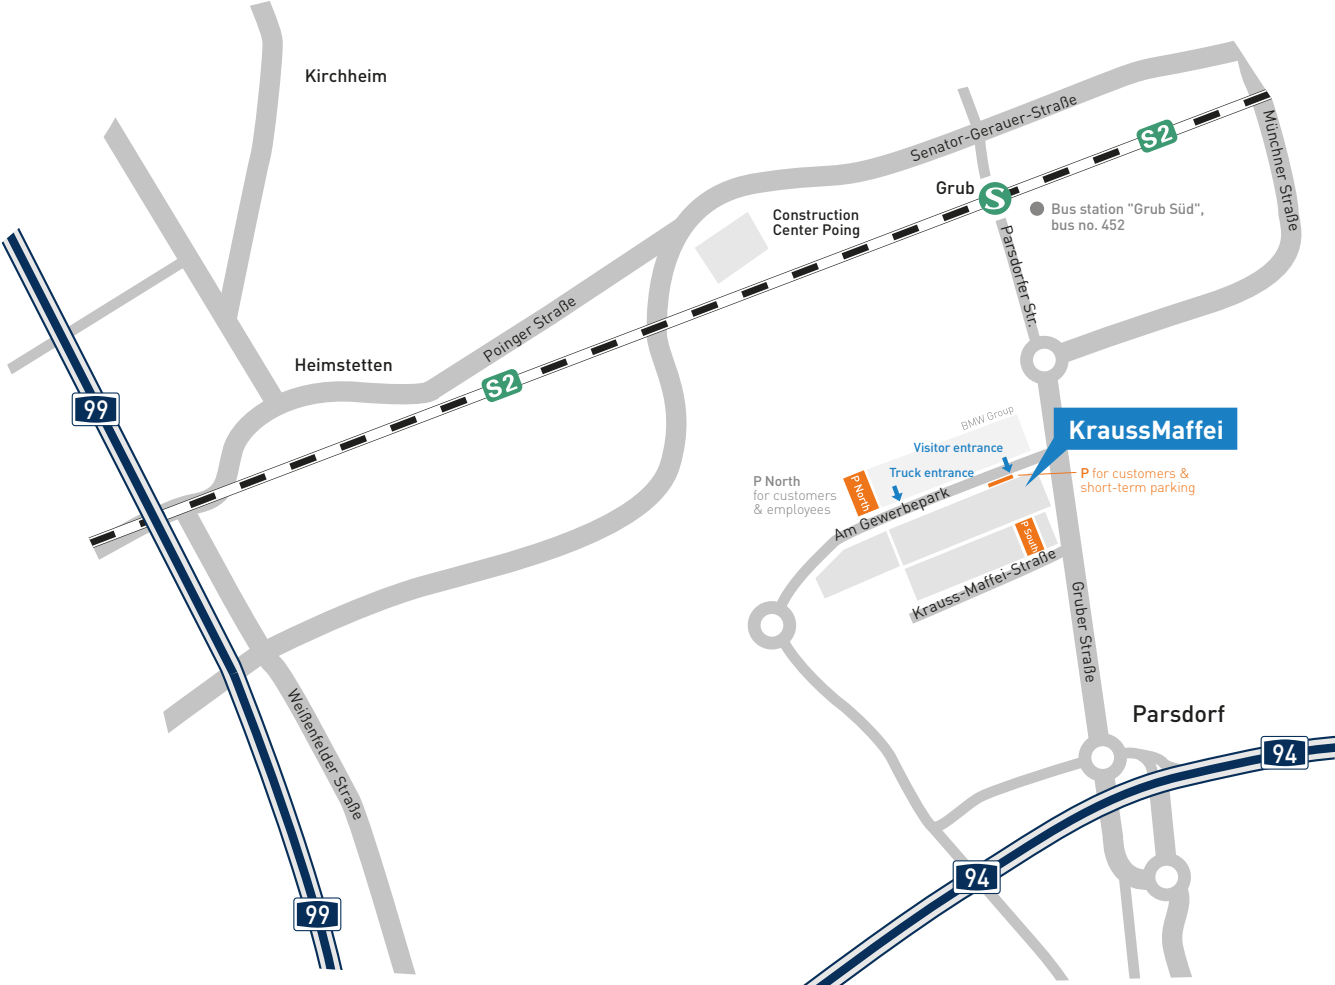 Kirchheim
Senator-Gerauer-Straße
S2
Münchner Straße
Grub
S
Bus station "Grub Süd",
bus no. 452
Construction
Center Poing
Parsdorfer Str.
Poinger Straße
Heimstetten
S2
99
BMW Group
KraussMaffei
Visitor entrance
Truck entrance
P for customers &
short-term parking
P North
for customers
& employees
P North
Am Gewerbepark
P South
Krauss-Maffei-Straße
Gruber Straße
Weißenfelder Straße
Parsdorf
94
94
99